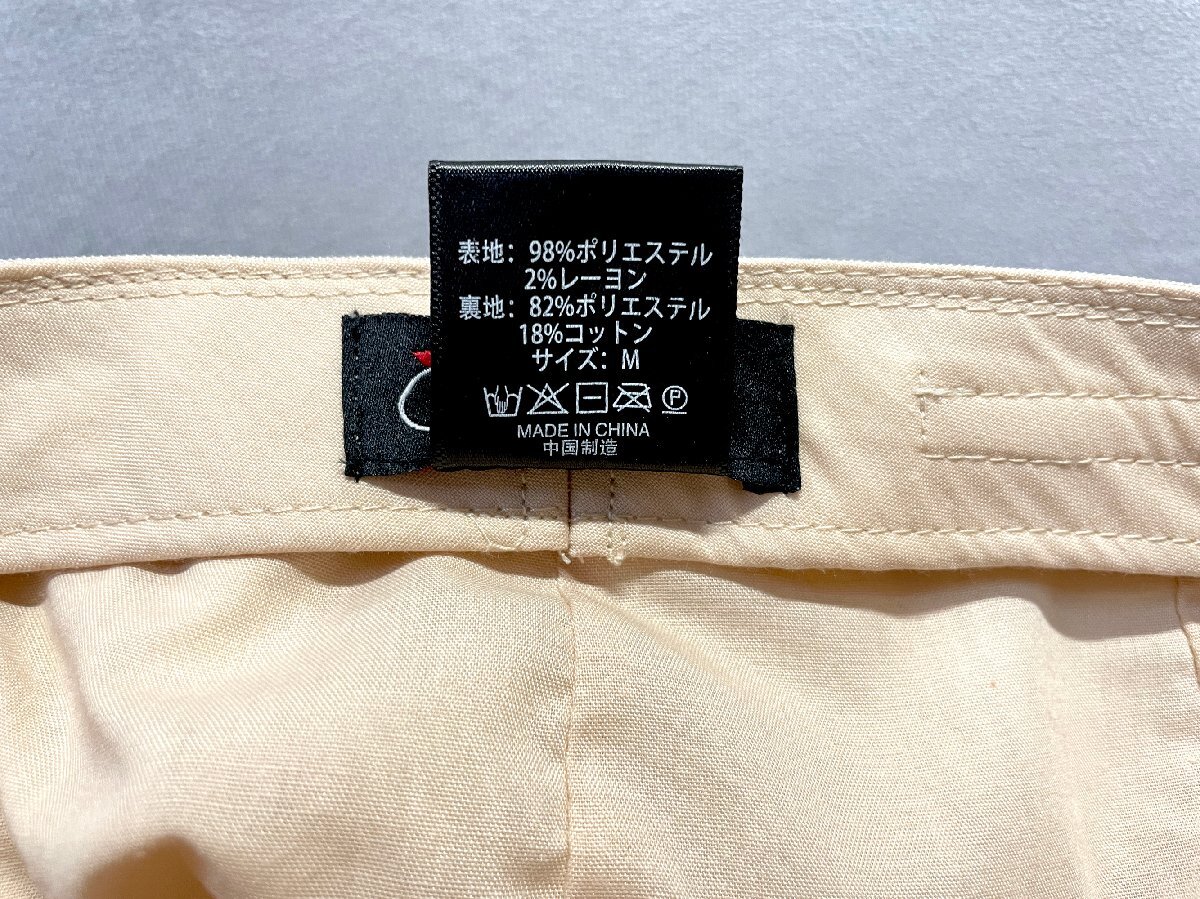 表地：98%ポリエステル
2%レーヨン
裏地：82%ポリエステル
18%コットン
サイズ：M
P
MADE IN CHINA
中国制造